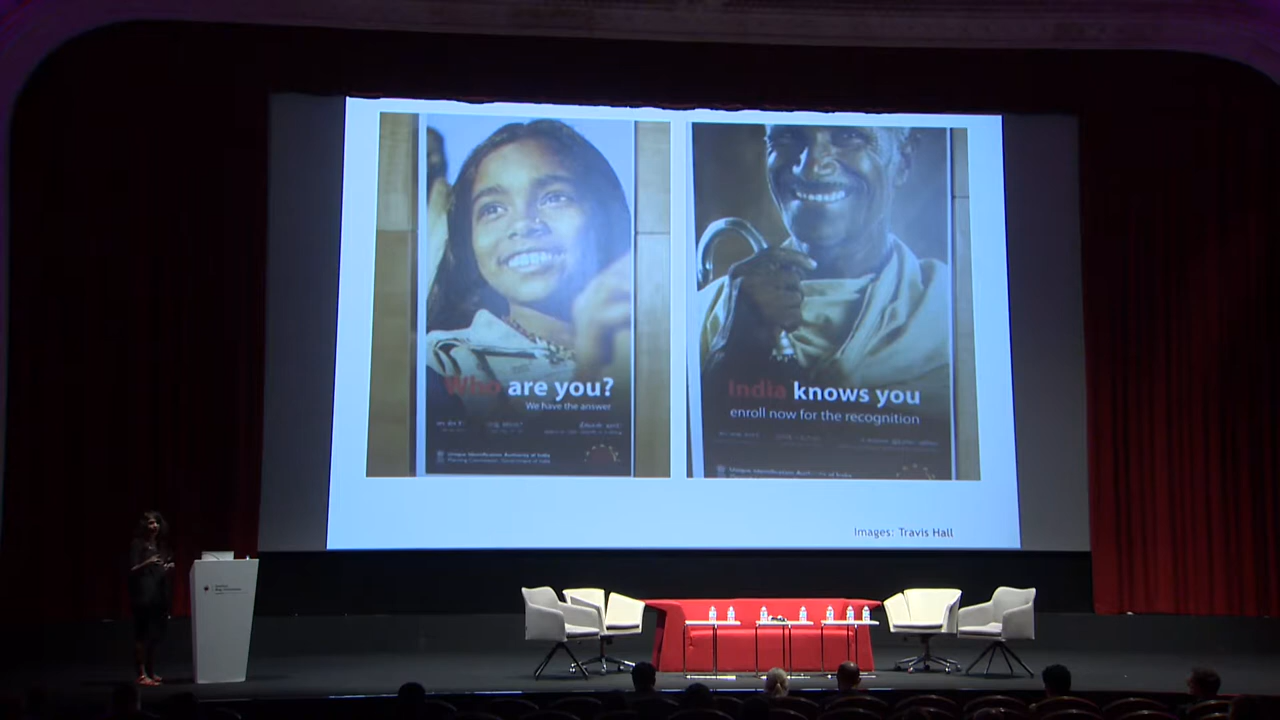 Who are you?
We have the answer
Unique Identification Authority of India
Planning Commission, Government of India
India knows you
enroll now for the recognition
Unique Identification Authority of India
Images: Travis Hall